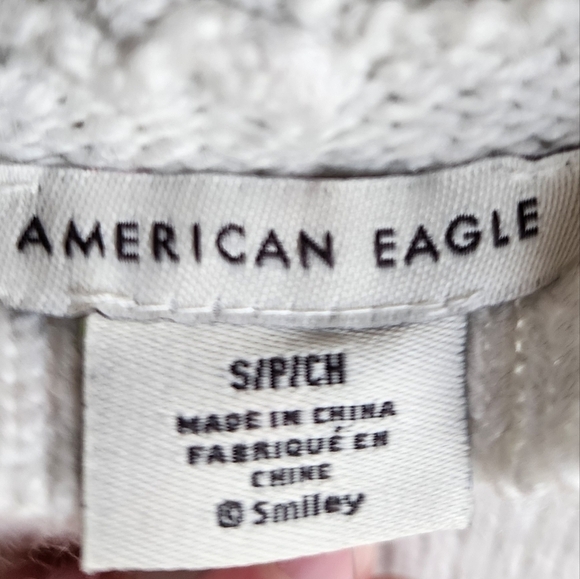 AMERICAN EAGLE
S/P/CH
MADE IN CHINA
FABRIQUÉ EN
CHINE
® Smiley